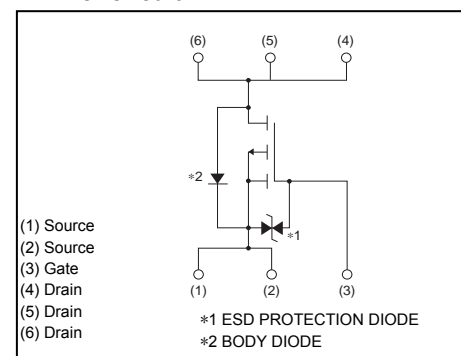 (6) (5) (4)
∗2
∗1
(1) Source
(2) Source
(3) Gate
(4) Drain
(5) Drain
(6) Drain
(1) (2) (3)
∗1 ESD PROTECTION DIODE
∗2 BODY DIODE